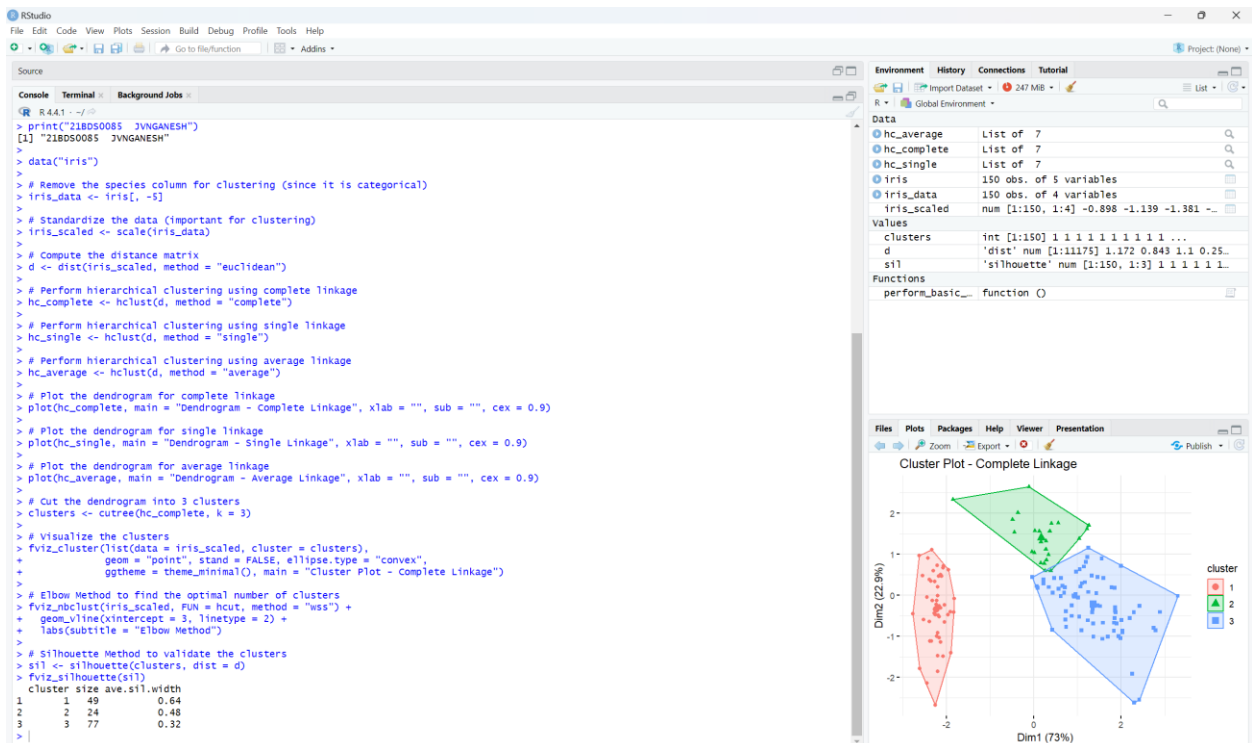 RStudio
File Edit Code View Plots Session Build Debug Profile Tools Help
Go to file/function Addins
Project: (None)
Source
Console Terminal Background Jobs
R 4.4.1 · ~/
> print("21BDS0085  JVNGANESH")
[1] "21BDS0085  JVNGANESH"
>
> data("iris")
>
> # Remove the species column for clustering (since it is categorical)
> iris_data <- iris[, -5]
>
> # Standardize the data (important for clustering)
> iris_scaled <- scale(iris_data)
>
> # Compute the distance matrix
> d <- dist(iris_scaled, method = "euclidean")
>
> # Perform hierarchical clustering using complete linkage
> hc_complete <- hclust(d, method = "complete")
>
> # Perform hierarchical clustering using single linkage
> hc_single <- hclust(d, method = "single")
>
> # Perform hierarchical clustering using average linkage
> hc_average <- hclust(d, method = "average")
>
> # Plot the dendrogram for complete linkage
> plot(hc_complete, main = "Dendrogram - Complete Linkage", xlab = "", sub = "", cex = 0.9)
>
> # Plot the dendrogram for single linkage
> plot(hc_single, main = "Dendrogram - Single Linkage", xlab = "", sub = "", cex = 0.9)
>
> # Plot the dendrogram for average linkage
> plot(hc_average, main = "Dendrogram - Average Linkage", xlab = "", sub = "", cex = 0.9)
>
> # Cut the dendrogram into 3 clusters
> clusters <- cutree(hc_complete, k = 3)
>
> # Visualize the clusters
> fviz_cluster(list(data = iris_scaled, cluster = clusters),
+              geom = "point", stand = FALSE, ellipse.type = "convex",
+              ggtheme = theme_minimal(), main = "Cluster Plot - Complete Linkage")
>
> # Elbow Method to find the optimal number of clusters
> fviz_nbclust(iris_scaled, FUN = hcut, method = "wss") +
+   geom_vline(xintercept = 3, linetype = 2) +
+   labs(subtitle = "Elbow Method")
>
> # Silhouette Method to validate the clusters
> sil <- silhouette(clusters, dist = d)
> fviz_silhouette(sil)
  cluster size ave.sil.width
1       1   49          0.64
2       2   24          0.48
3       3   77          0.32
>
Environment History Connections Tutorial
Import Dataset 247 MiB List
R Global Environment
Data
hc_average List of 7
hc_complete List of 7
hc_single List of 7
iris 150 obs. of 5 variables
iris_data 150 obs. of 4 variables
iris_scaled num [1:150, 1:4] -0.898 -1.139 -1.381 -…
Values
clusters int [1:150] 1 1 1 1 1 1 1 1 1 1 ...
d 'dist' num [1:11175] 1.172 0.843 1.1 0.25…
sil 'silhouette' num [1:150, 1:3] 1 1 1 1 1 1…
Functions
perform_basic_… function ()
Files Plots Packages Help Viewer Presentation
Zoom Export Publish
Cluster Plot - Complete Linkage
2
1
0
-1
-2
Dim2 (22.9%)
-2 0 2
Dim1 (73%)
cluster
1
2
3